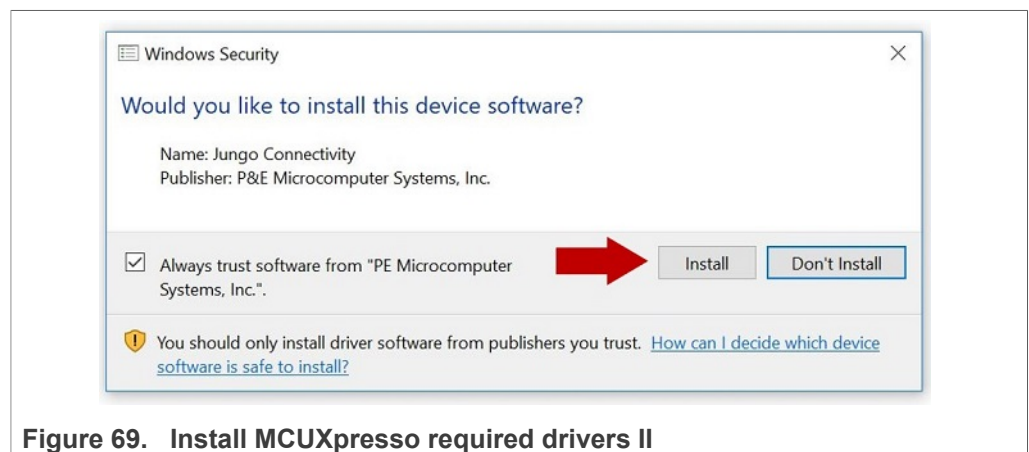 Windows Security
Would you like to install this device software?
Name: Jungo Connectivity
Publisher: P&E Microcomputer Systems, Inc.
Always trust software from "PE Microcomputer
Systems, Inc.".
Install
Don't Install
You should only install driver software from publishers you trust. How can I decide which device
software is safe to install?
Figure 69. Install MCUXpresso required drivers II